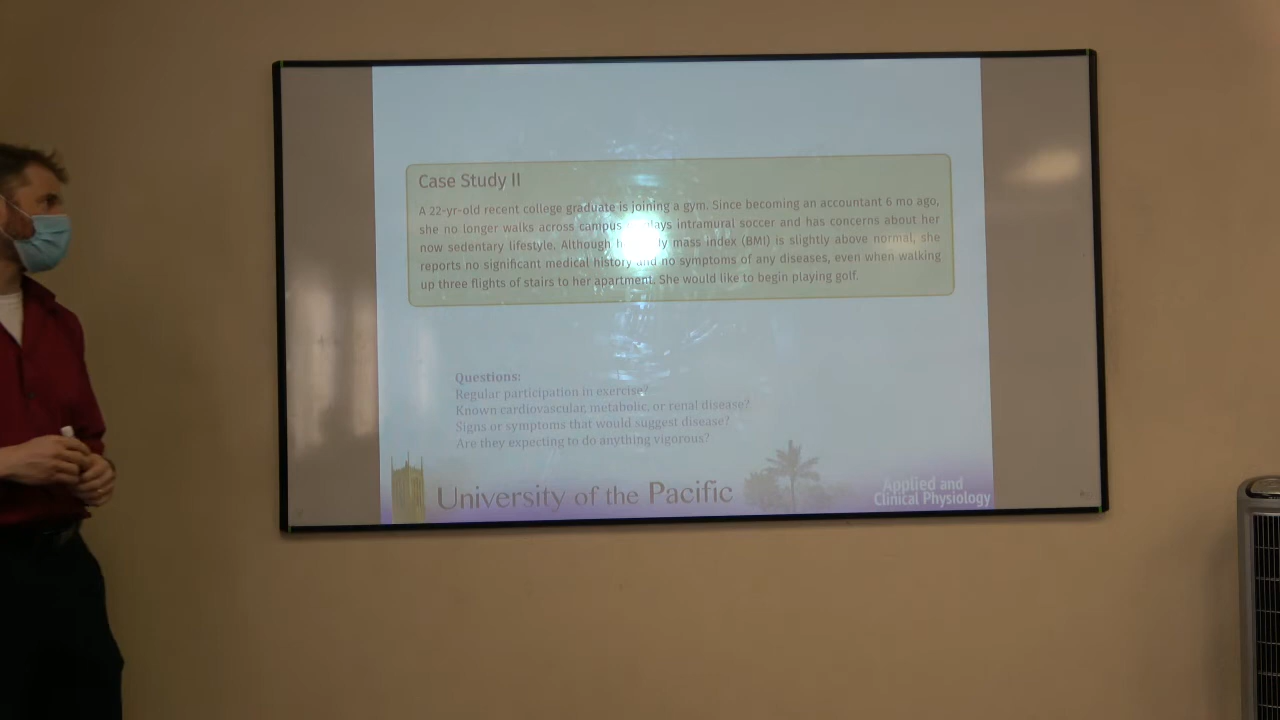 Case Study II
A 22-yr-old recent college graduate is joining a gym. Since becoming an accountant 6 mo ago,
she no longer walks across campus lays intramural soccer and has concerns about her
now sedentary lifestyle. Although h y mass index (BMI) is slightly above normal, she
reports no significant medical history and no symptoms of any diseases, even when walking
up three flights of stairs to her apartment. She would like to begin playing golf.
Questions:
Regular participation in exercise?
Known cardiovascular, metabolic, or renal disease?
Signs or symptoms that would suggest disease?
Are they expecting to do anything vigorous?
University of the Pacific
Applied and
Clinical Physiology